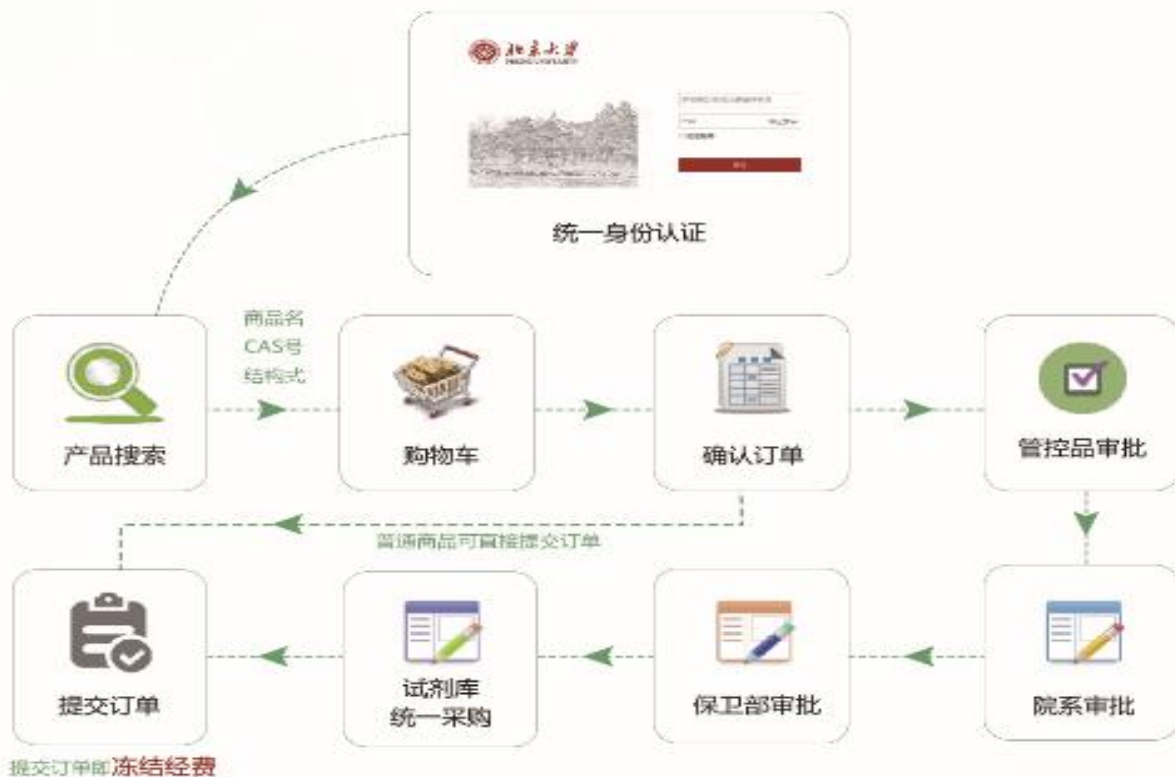 北京大学
PEKING UNIVERSITY
统一身份认证
商品名
CAS号
结构式
产品搜索
购物车
确认订单
管控品审批
普通商品可直接提交订单
提交订单
试剂库
统一采购
保卫部审批
院系审批
提交订单即冻结经费